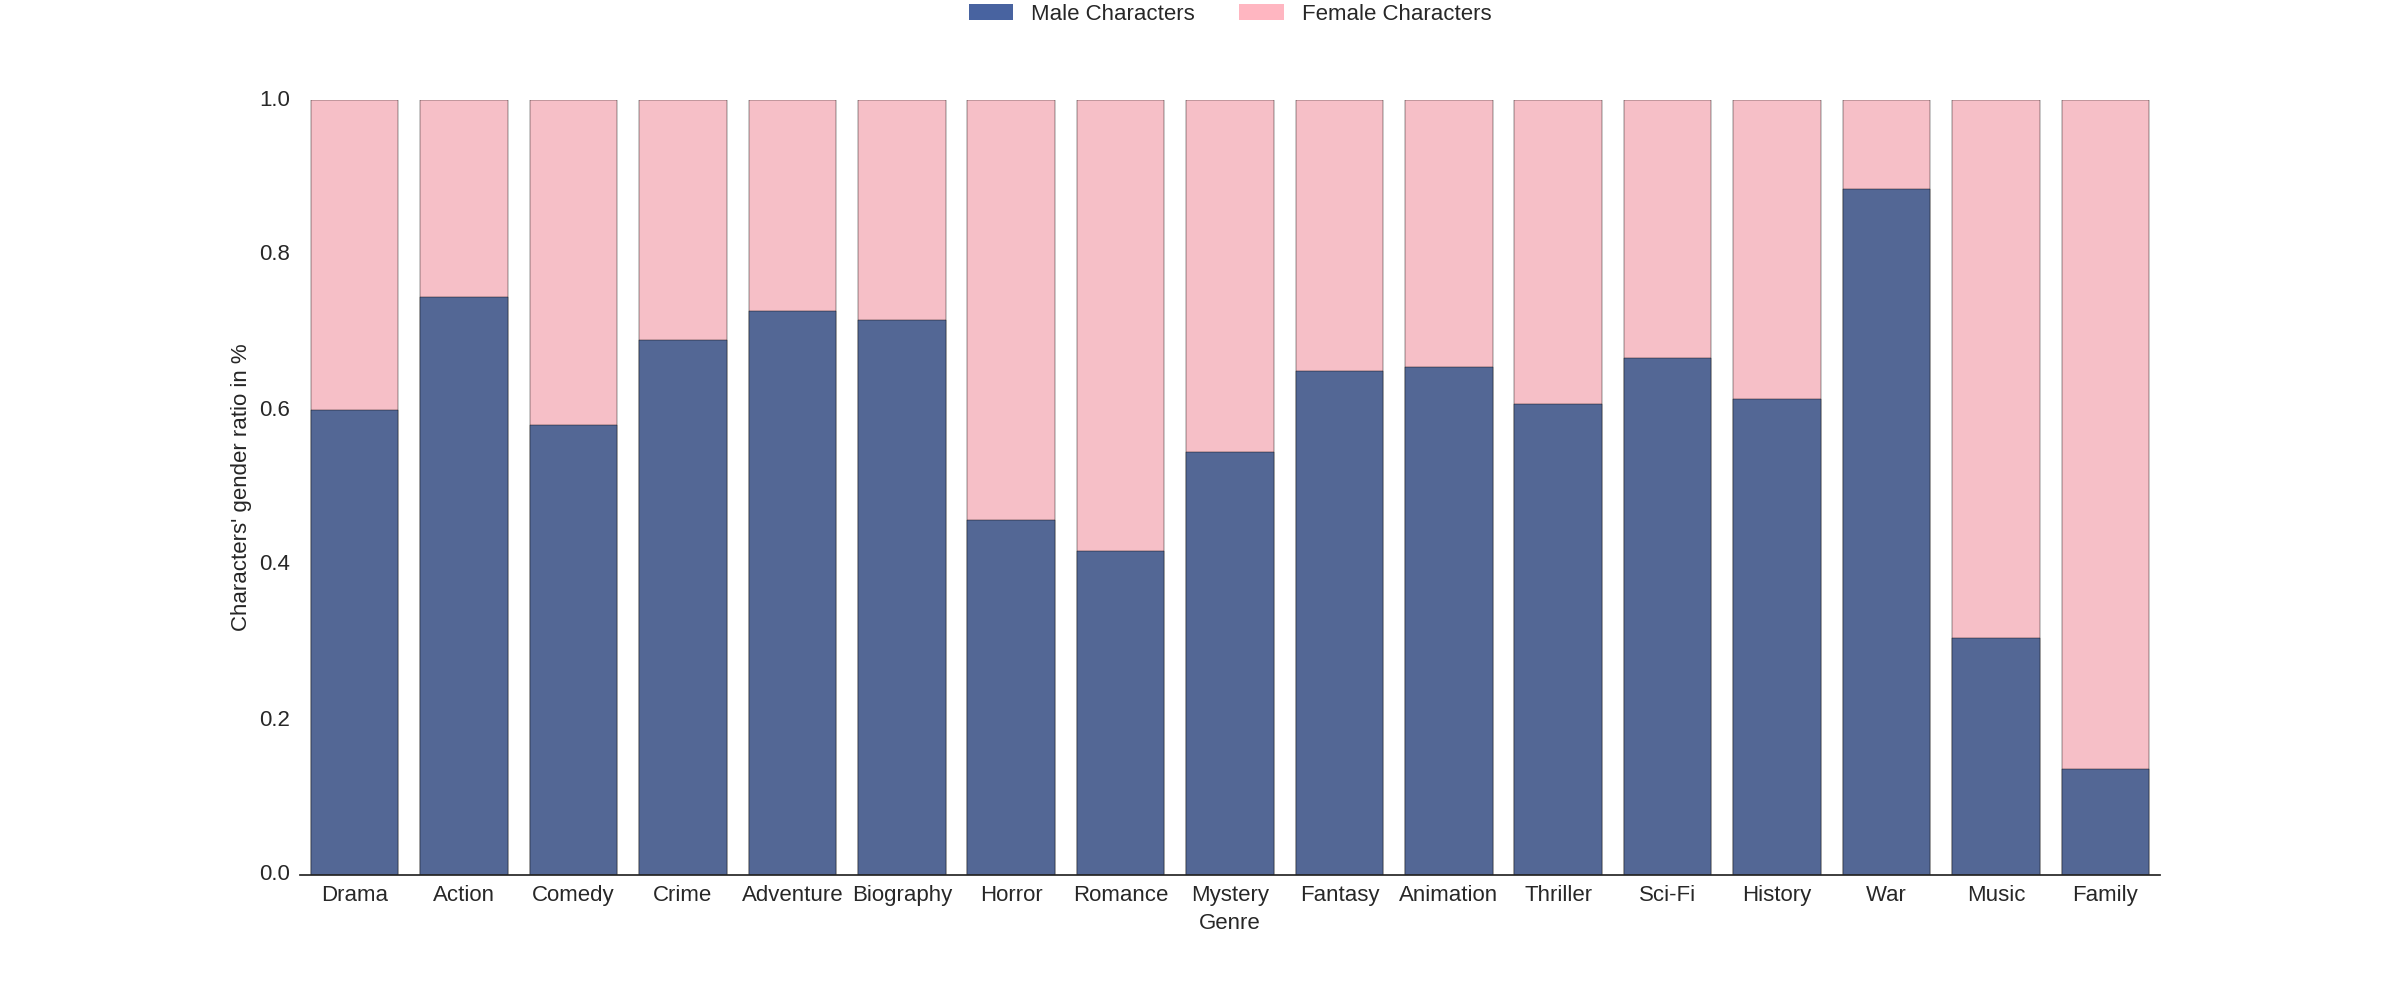 Male Characters Female Characters
1.0
0.8
0.6
0.4
0.2
0.0
Characters' gender ratio in %
Drama Action Comedy Crime Adventure Biography Horror Romance Mystery Fantasy Animation Thriller Sci-Fi History War Music Family
Genre